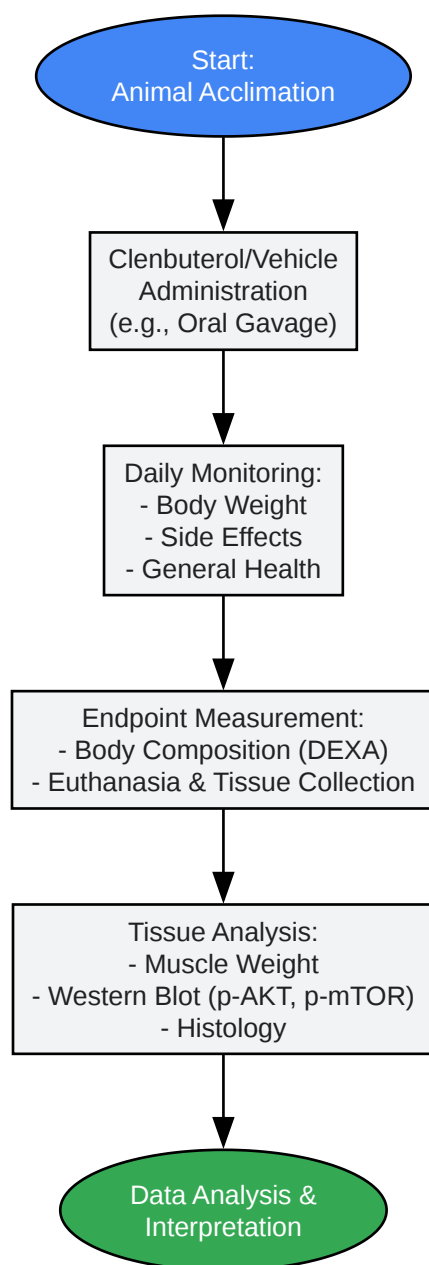 Start:
Animal Acclimation
Clenbuterol/Vehicle
Administration
(e.g., Oral Gavage)
Daily Monitoring:
- Body Weight
- Side Effects
- General Health
Endpoint Measurement:
- Body Composition (DEXA)
- Euthanasia & Tissue Collection
Tissue Analysis:
- Muscle Weight
- Western Blot (p-AKT, p-mTOR)
- Histology
Data Analysis &
Interpretation